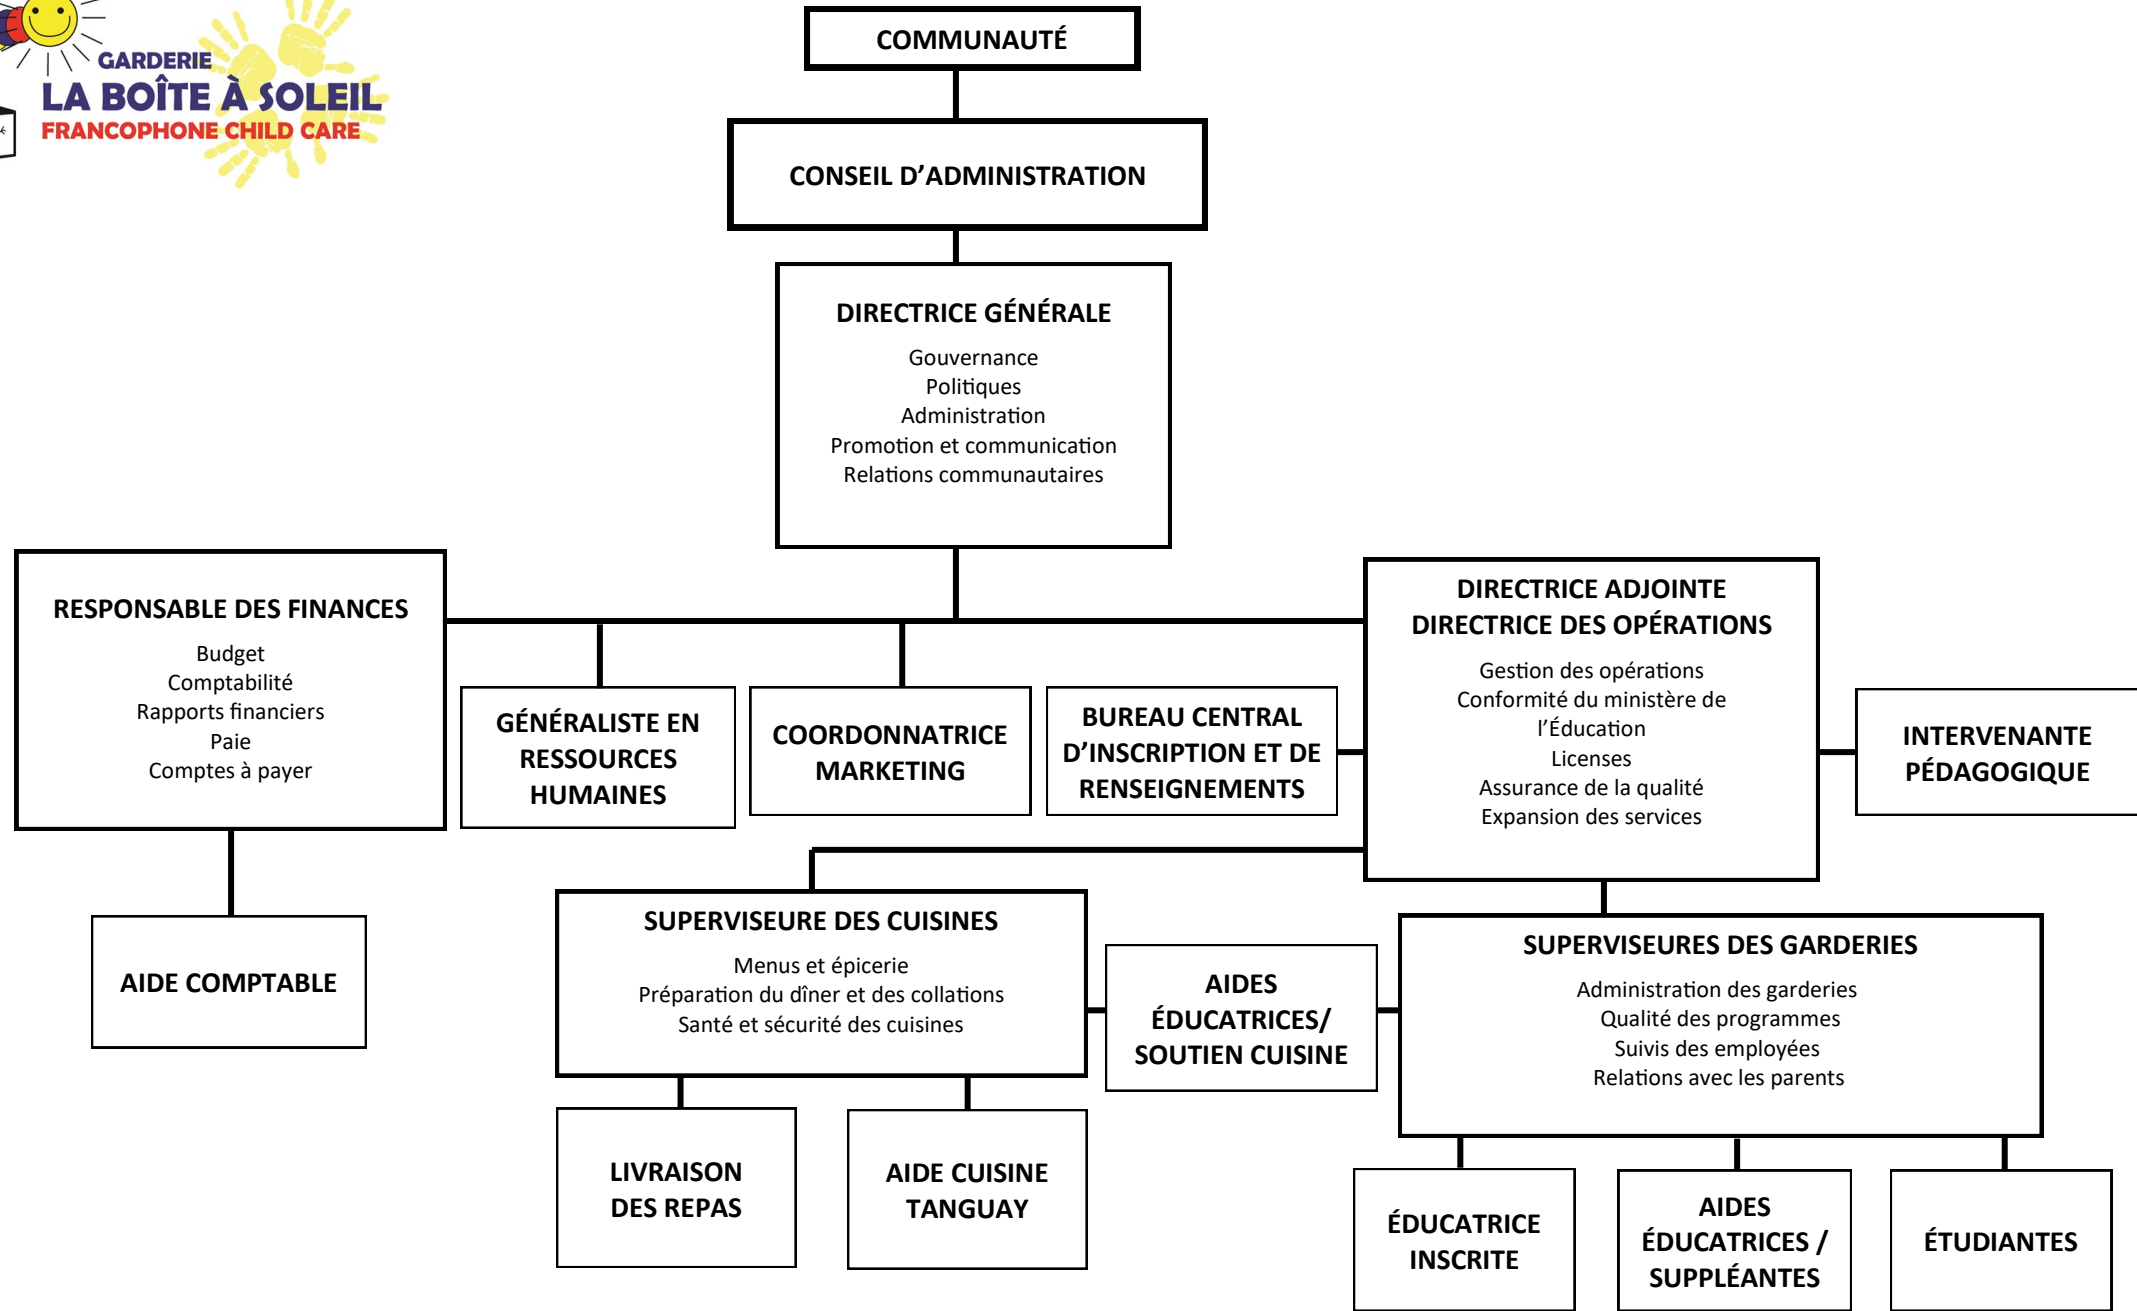 GARDERIE
LA BOÎTE À SOLEIL
FRANCOPHONE CHILD CARE
COMMUNAUTÉ
CONSEIL D’ADMINISTRATION
DIRECTRICE GÉNÉRALE
Gouvernance
Politiques
Administration
Promotion et communication
Relations communautaires
RESPONSABLE DES FINANCES
Budget
Comptabilité
Rapports financiers
Paie
Comptes à payer
GÉNÉRALISTE EN
RESSOURCES
HUMAINES
COORDONNATRICE
MARKETING
BUREAU CENTRAL
D’INSCRIPTION ET DE
RENSEIGNEMENTS
DIRECTRICE ADJOINTE
DIRECTRICE DES OPÉRATIONS
Gestion des opérations
Conformité du ministère de
l’Éducation
Licenses
Assurance de la qualité
Expansion des services
INTERVENANTE
PÉDAGOGIQUE
AIDE COMPTABLE
SUPERVISEURE DES CUISINES
Menus et épicerie
Préparation du dîner et des collations
Santé et sécurité des cuisines
AIDES
ÉDUCATRICES/
SOUTIEN CUISINE
SUPERVISEURES DES GARDERIES
Administration des garderies
Qualité des programmes
Suivis des employées
Relations avec les parents
LIVRAISON
DES REPAS
AIDE CUISINE
TANGUAY
ÉDUCATRICE
INSCRITE
AIDES
ÉDUCATRICES /
SUPPLÉANTES
ÉTUDIANTES